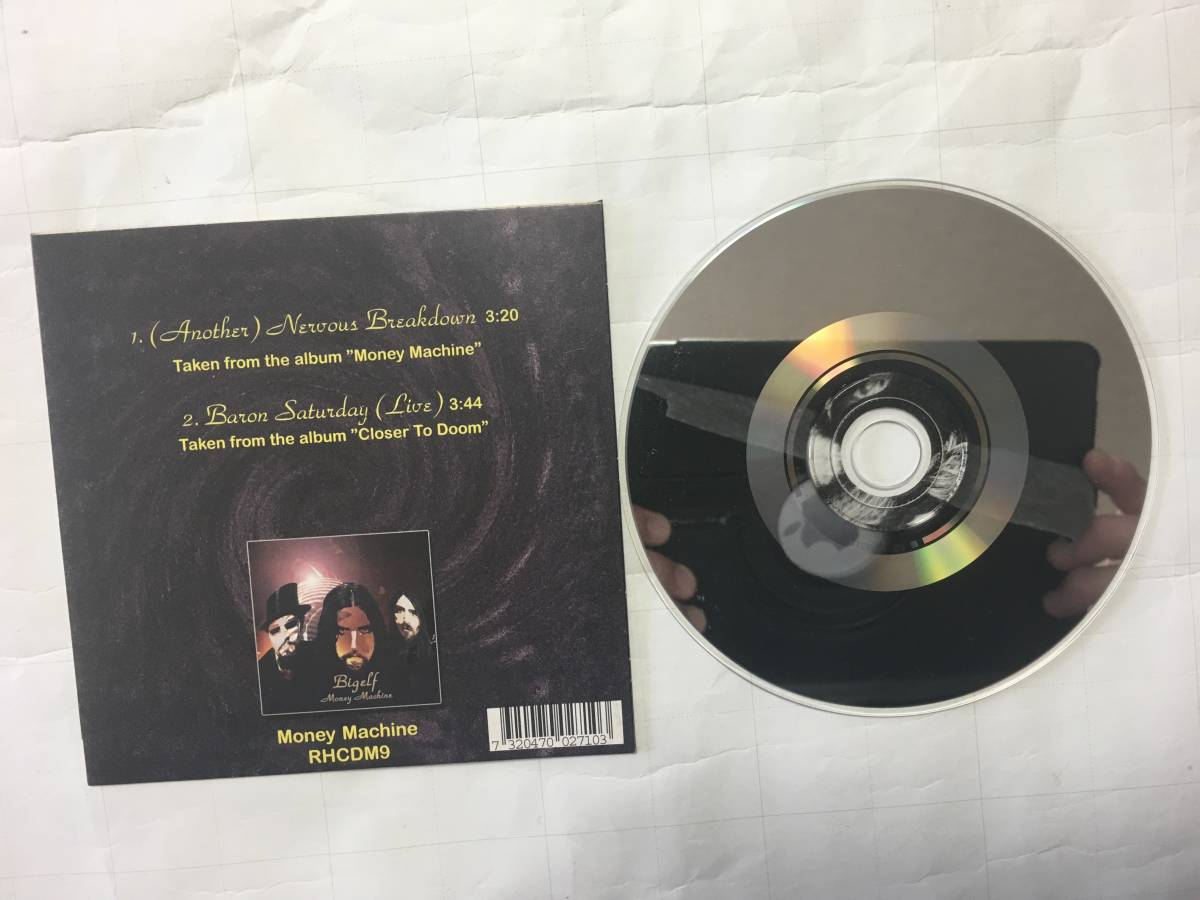 1. (Another) Nervous Breakdown 3:20
Taken from the album "Money Machine"
2. Baron Saturday (Live) 3:44
Taken from the album "Closer To Doom"
Bigelf
Money Machine
Money Machine
RHCDM9
7 320470 027103